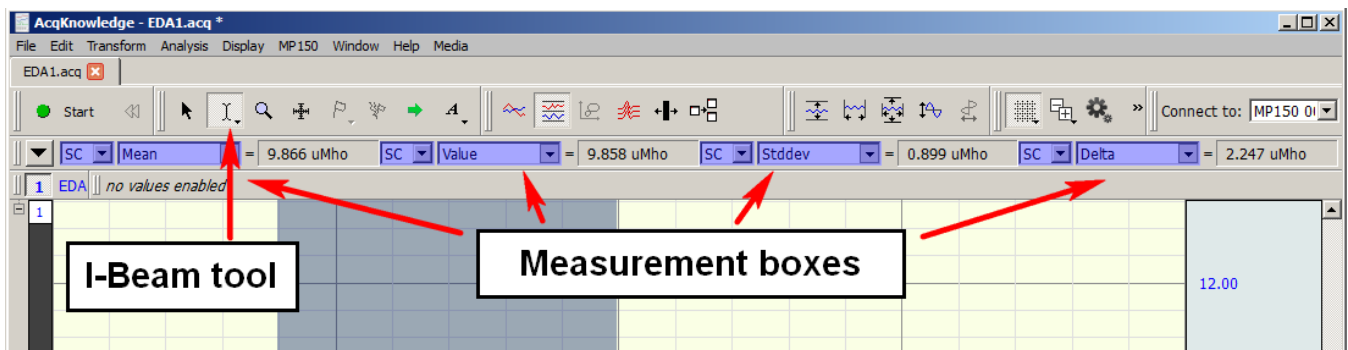 AcqKnowledge - EDA1.acq *
File Edit Transform Analysis Display MP150 Window Help Media
EDA1.acq
Start Connect to: MP150 00
SC Mean = 9.866 uMho SC Value = 9.858 uMho SC Stddev = 0.899 uMho SC Delta = 2.247 uMho
1 EDA no values enabled
1
I-Beam tool
Measurement boxes
12.00